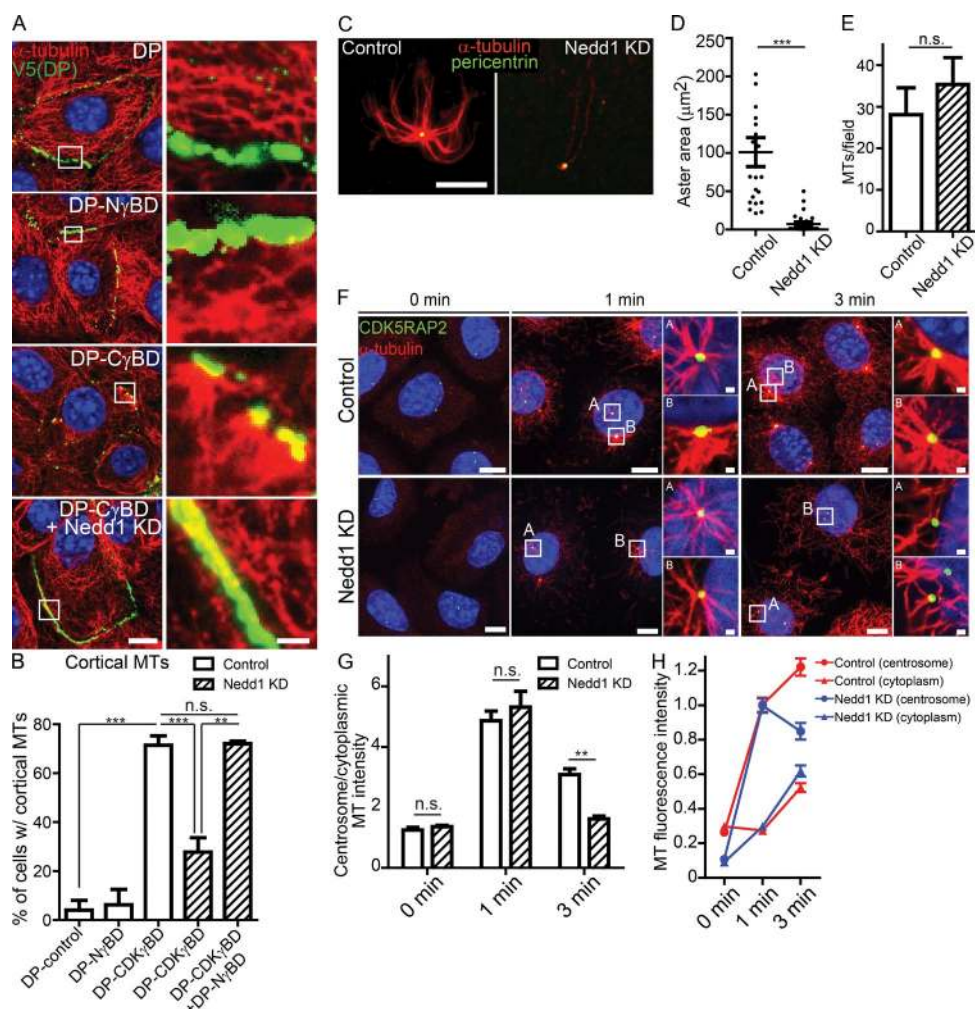 A
α-tubulin
V5(DP)
DP
DP-NγBD
DP-CγBD
DP-CγBD
+ Nedd1 KD
B
Cortical MTs
Control
Nedd1 KD
n.s.
*** *** **
% of cells w/ cortical MTs
80
60
40
20
0
DP-control
DP-NγBD
DP-CDKγBD
DP-CDKγBD
DP-CDKγBD
+DP-NγBD
C
Control
α-tubulin
pericentrin
Nedd1 KD
D
***
Aster area (μm2)
250
200
150
100
50
0
Control
Nedd1 KD
E
n.s.
MTs/field
40
30
20
10
0
Control
Nedd1 KD
F
0 min
1 min
3 min
CDK5RAP2
α-tubulin
Control
A
B
A
B
A
B
A
B
Nedd1 KD
A
B
A
B
A
B
A
B
G
Control
Nedd1 KD
n.s.
n.s.
**
Centrosome/cytoplasmic
MT intensity
6
4
2
0
0 min
1 min
3 min
H
Control (centrosome)
Control (cytoplasm)
Nedd1 KD (centrosome)
Nedd1 KD (cytoplasm)
MT fluorescence intensity
1.2
1.0
0.8
0.6
0.4
0.2
0
0 min
1 min
3 min